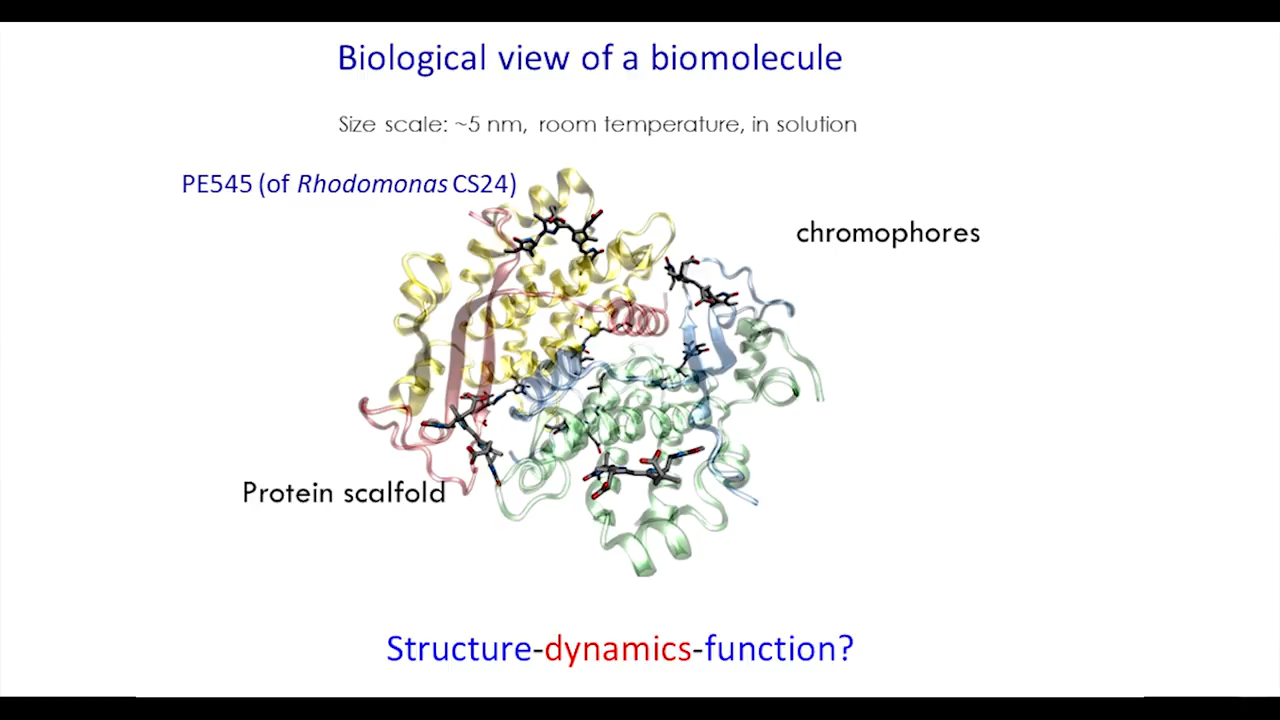 Biological view of a biomolecule
Size scale: ~5 nm, room temperature, in solution
PE545 (of Rhodomonas CS24)
chromophores
Protein scalfold
Structure-dynamics-function?